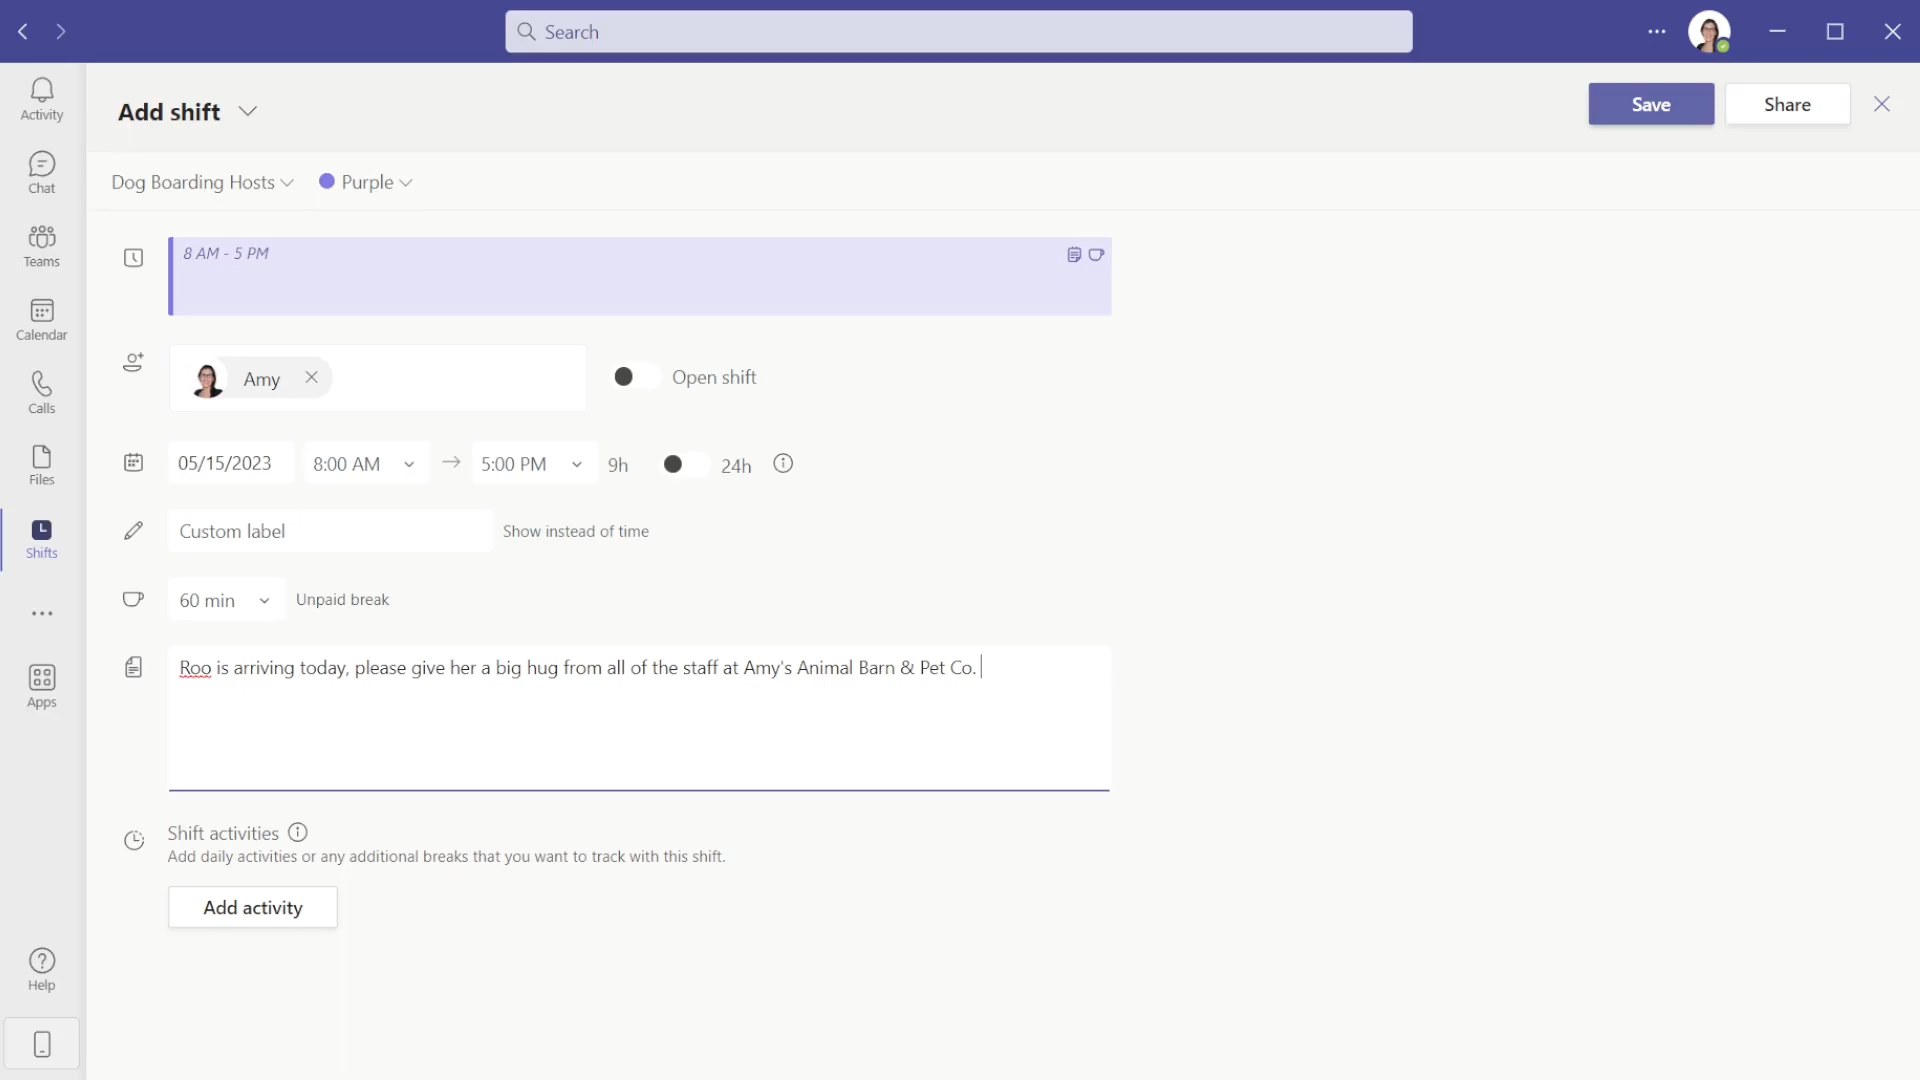 Search
Activity
Chat
Teams
Calendar
Calls
Files
Shifts
Apps
Help
Add shift
Save
Share
Dog Boarding Hosts
Purple
8 AM - 5 PM
Amy
Open shift
05/15/2023 8:00 AM 5:00 PM 9h 24h
Custom label Show instead of time
60 min Unpaid break
Roo is arriving today, please give her a big hug from all of the staff at Amy's Animal Barn & Pet Co.
Shift activities
Add daily activities or any additional breaks that you want to track with this shift.
Add activity